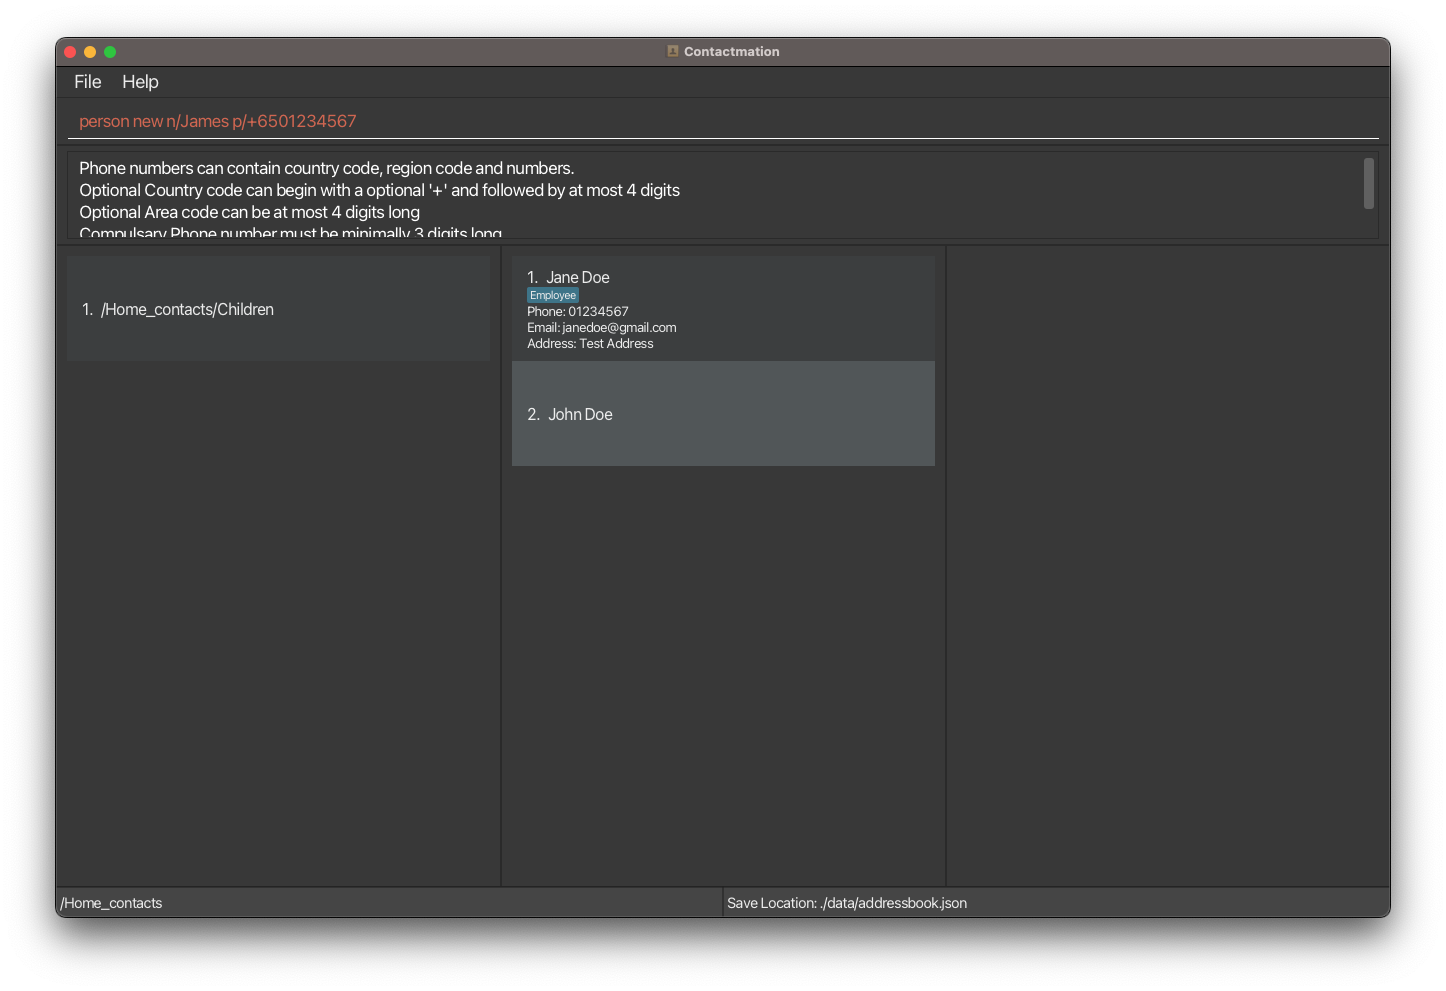 Contactmation
File Help
person new n/James p/+6501234567
Phone numbers can contain country code, region code and numbers.
Optional Country code can begin with a optional '+' and followed by at most 4 digits
Optional Area code can be at most 4 digits long
Compulsary Phone number must be minimally 3 digits long
1. /Home_contacts/Children
1. Jane Doe
Employee
Phone: 01234567
Email: janedoe@gmail.com
Address: Test Address
2. John Doe
/Home_contacts
Save Location: ./data/addressbook.json